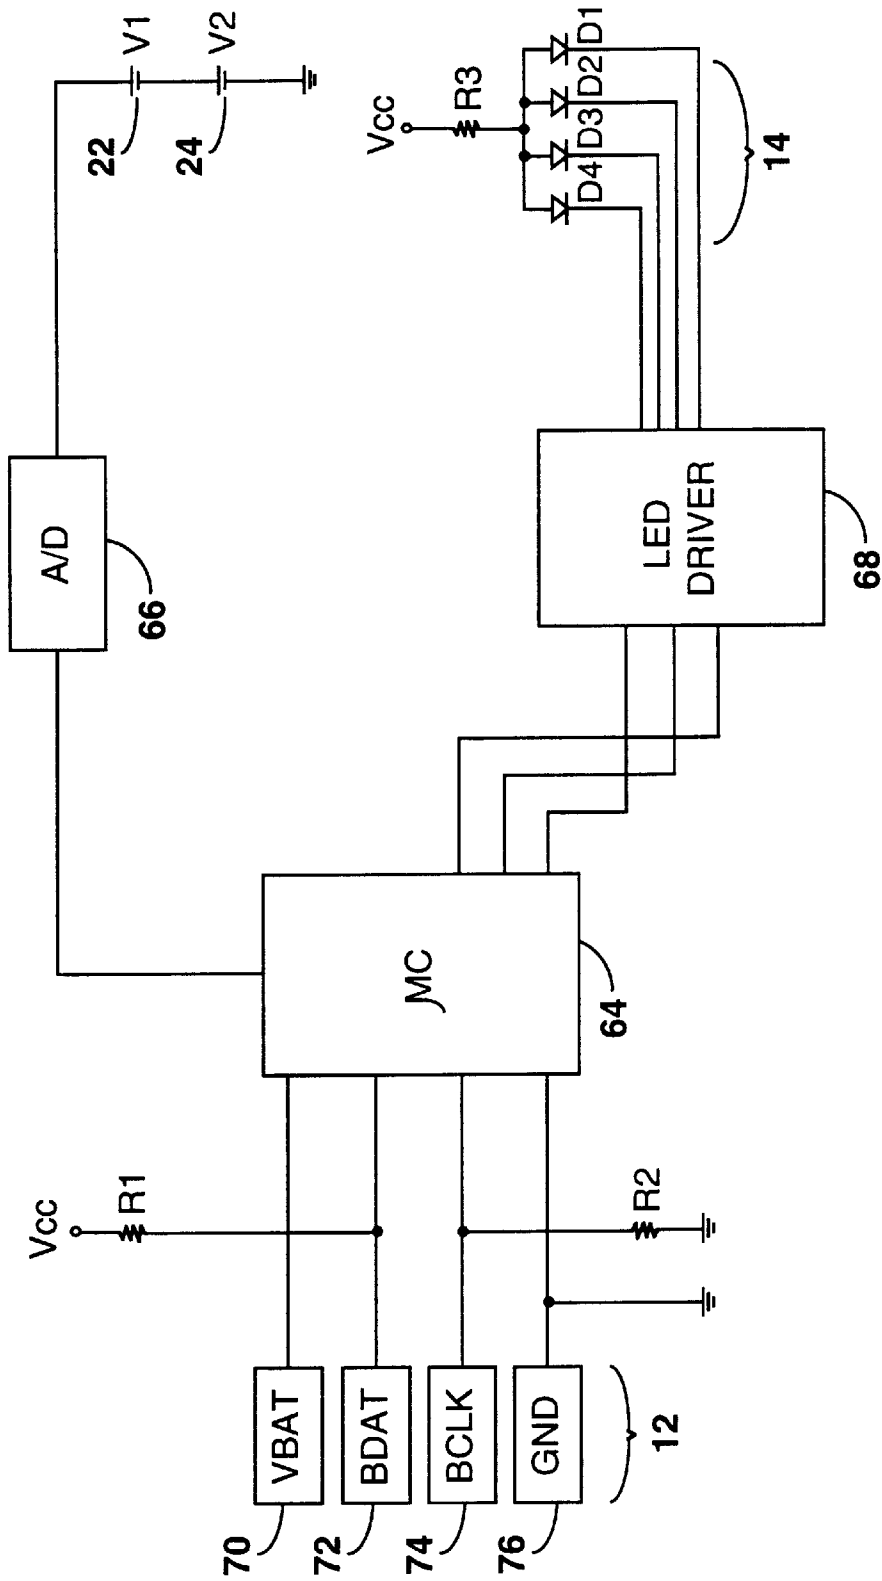 V1
V2
22
24
A/D
66
Vcc
R3
D1
D2
D3
D4
14
LED
DRIVER
68
MC
64
Vcc
R1
R2
VBAT
BDAT
BCLK
GND
70
72
74
76
12